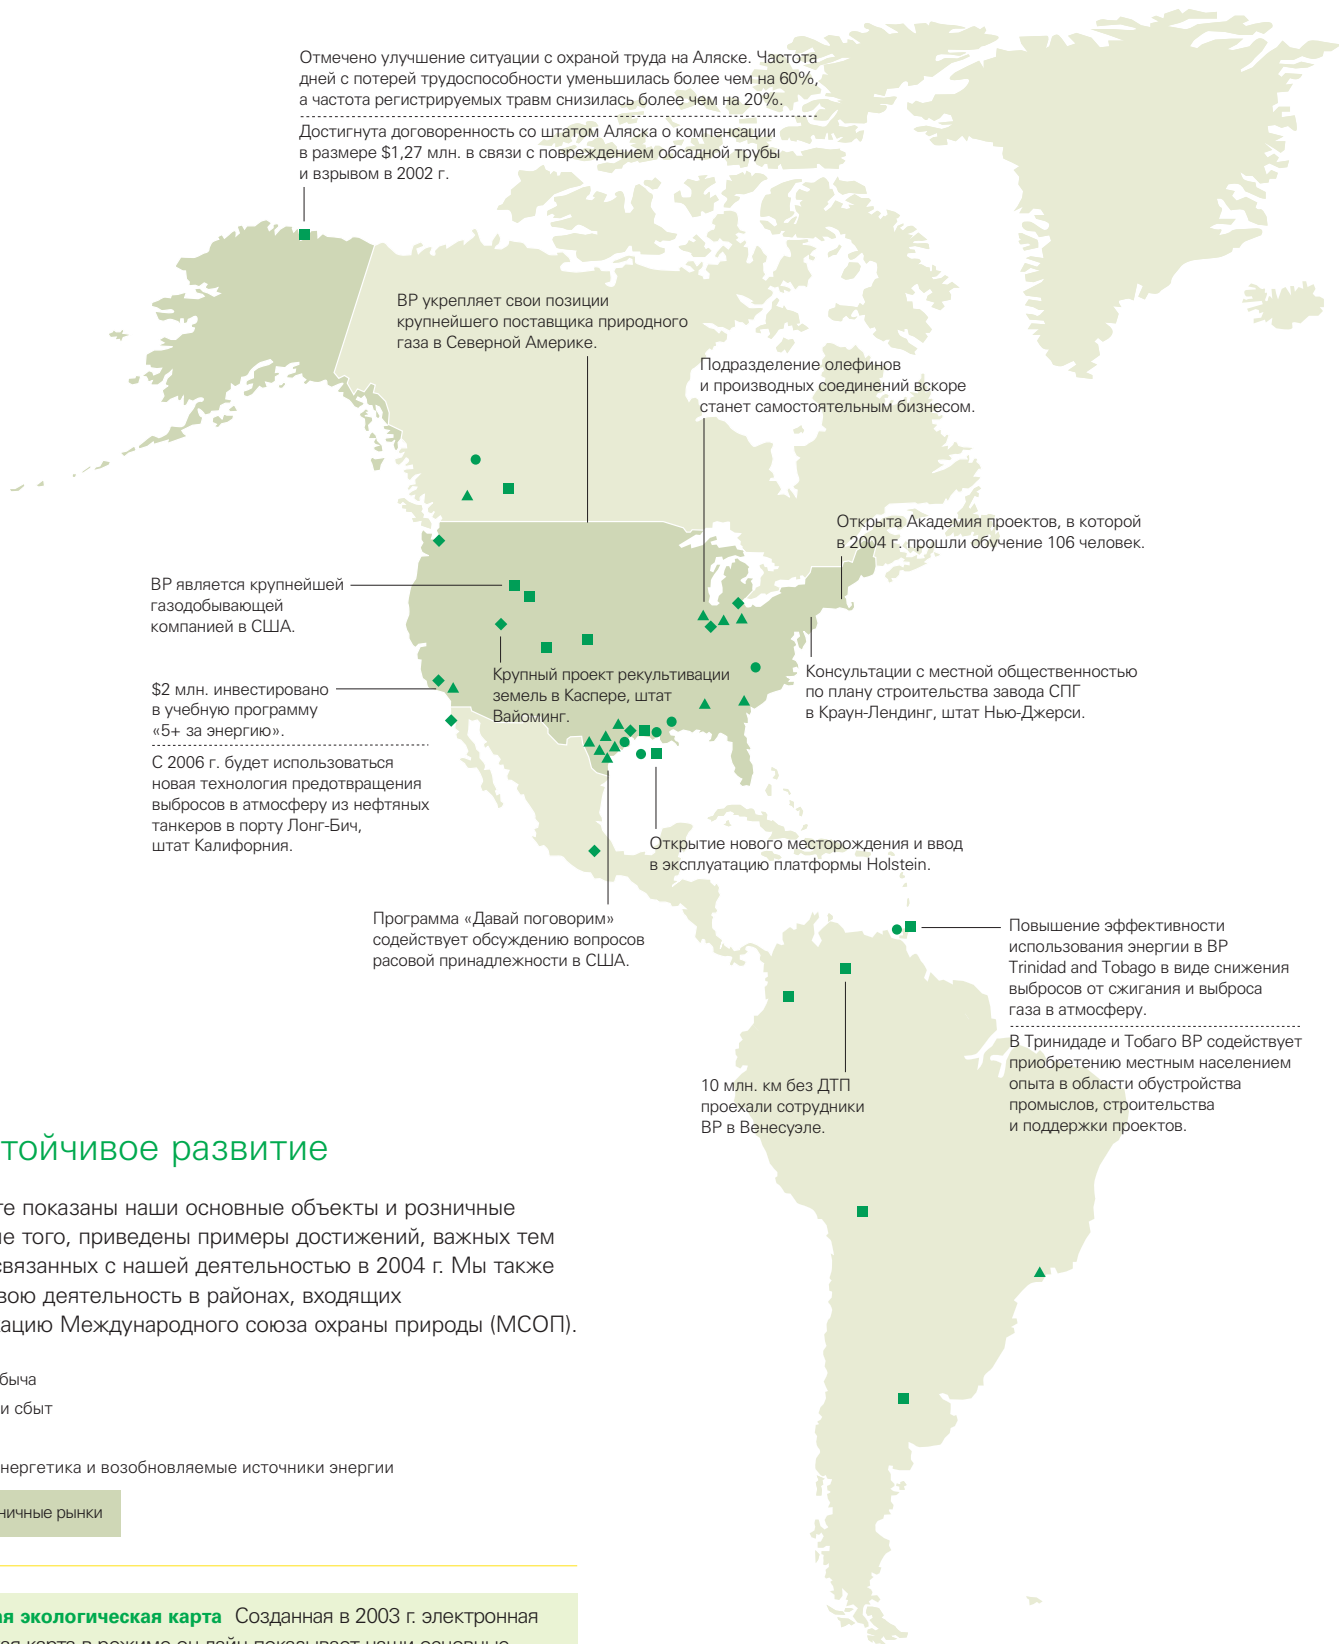 Отмечено улучшение ситуации с охраной труда на Аляске. Частота
дней с потерей трудоспособности уменьшилась более чем на 60%,
а частота регистрируемых травм снизилась более чем на 20%.
Достигнута договоренность со штатом Аляска о компенсации
в размере $1,27 млн. в связи с повреждением обсадной трубы
и взрывом в 2002 г.
BP укрепляет свои позиции
крупнейшего поставщика природного
газа в Северной Америке.
Подразделение олефинов
и производных соединений вскоре
станет самостоятельным бизнесом.
Открыта Академия проектов, в которой
в 2004 г. прошли обучение 106 человек.
BP является крупнейшей
газодобывающей
компанией в США.
Крупный проект рекультивации
земель в Каспере, штат
Вайоминг.
Консультации с местной общественностью
по плану строительства завода СПГ
в Краун-Лендинг, штат Нью-Джерси.
$2 млн. инвестировано
в учебную программу
«5+ за энергию».
С 2006 г. будет использоваться
новая технология предотвращения
выбросов в атмосферу из нефтяных
танкеров в порту Лонг-Бич,
штат Калифорния.
Открытие нового месторождения и ввод
в эксплуатацию платформы Holstein.
Программа «Давай поговорим»
содействует обсуждению вопросов
расовой принадлежности в США.
Повышение эффективности
использования энергии в BP
Trinidad and Tobago в виде снижения
выбросов от сжигания и выброса
газа в атмосферу.
В Тринидаде и Тобаго BP содействует
приобретению местным населением
опыта в области обустройства
промыслов, строительства
и поддержки проектов.
10 млн. км без ДТП
проехали сотрудники
BP в Венесуэле.
тойчивое развитие
те показаны наши основные объекты и розничные
ме того, приведены примеры достижений, важных тем
связанных с нашей деятельностью в 2004 г. Мы также
вою деятельность в районах, входящих
кацию Международного союза охраны природы (МСОП).
быча
и сбыт
нергетика и возобновляемые источники энергии
ничные рынки
ая экологическая карта Созданная в 2003 г. электронная
ая карта в режиме он-лайн показывает наши основные